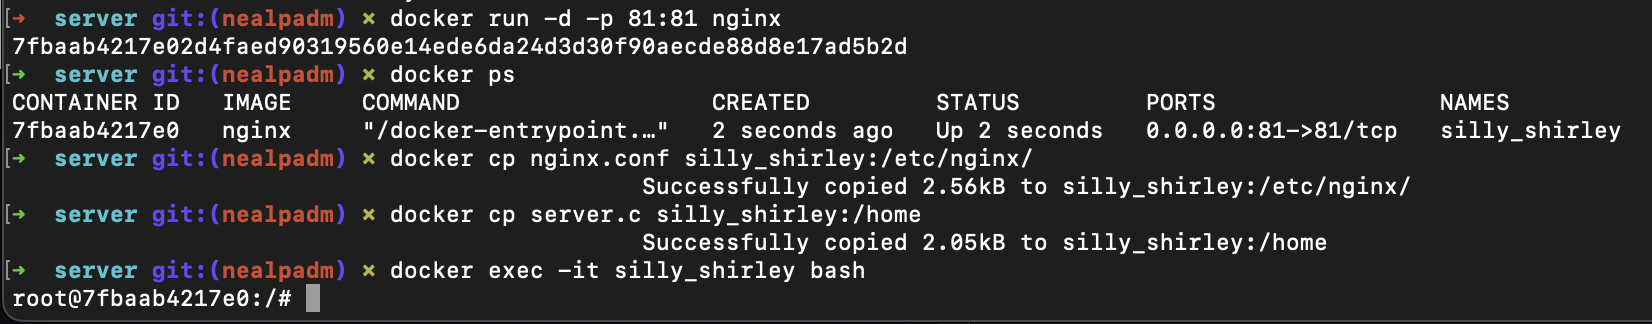 [➜  server git:(nealpadm) ✗ docker run -d -p 81:81 nginx
7fbaab4217e02d4faed90319560e14ede6da24d3d30f90aecde88d8e17ad5b2d
[➜  server git:(nealpadm) ✗ docker ps
CONTAINER ID   IMAGE     COMMAND                  CREATED         STATUS         PORTS                NAMES
7fbaab4217e0   nginx     "/docker-entrypoint.…"   2 seconds ago   Up 2 seconds   0.0.0.0:81->81/tcp   silly_shirley
[➜  server git:(nealpadm) ✗ docker cp nginx.conf silly_shirley:/etc/nginx/
Successfully copied 2.56kB to silly_shirley:/etc/nginx/
[➜  server git:(nealpadm) ✗ docker cp server.c silly_shirley:/home
Successfully copied 2.05kB to silly_shirley:/home
[➜  server git:(nealpadm) ✗ docker exec -it silly_shirley bash
root@7fbaab4217e0:/#